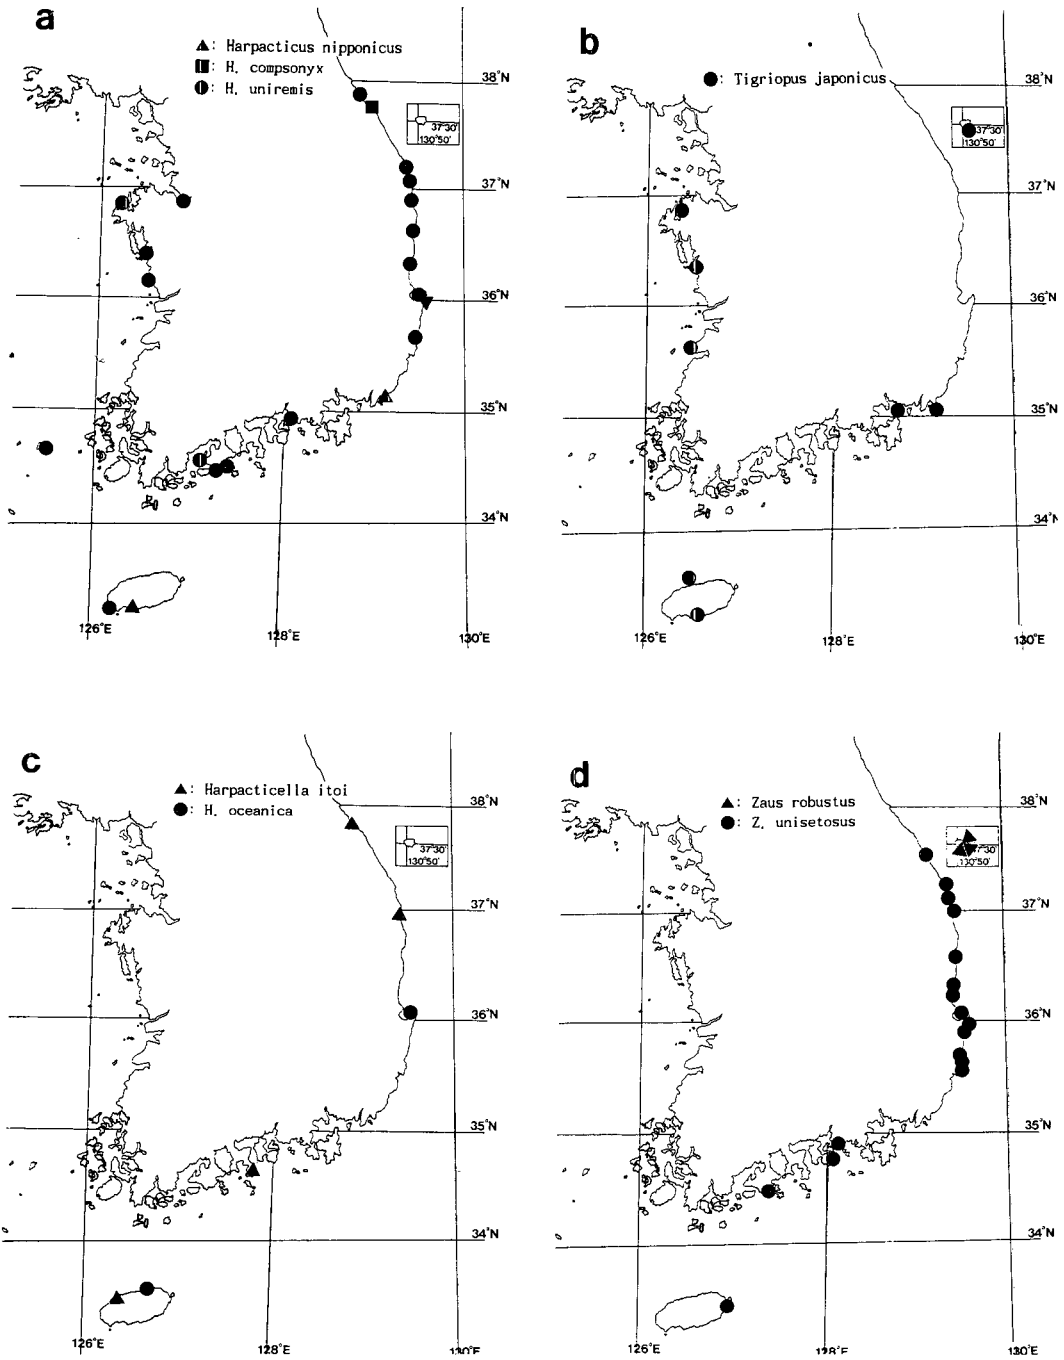 a
▲: Harpacticus nipponicus
■: H. compsonyx
●: H. uniremis
38°N
37°30'
130°50'
37°N
36°N
35°N
34°N
126°E
128°E
130°E
b
●: Tigriopus japonicus
38°N
37°30'
130°50'
37°N
36°N
35°N
34°N
126°E
128°E
130°E
c
▲: Harpacticella itoi
●: H. oceanica
38°N
37°30'
130°50'
37°N
36°N
35°N
34°N
126°E
128°E
130°E
d
▲: Zaus robustus
●: Z. unisetosus
38°N
37°30'
130°50'
37°N
36°N
35°N
34°N
126°E
128°E
130°E